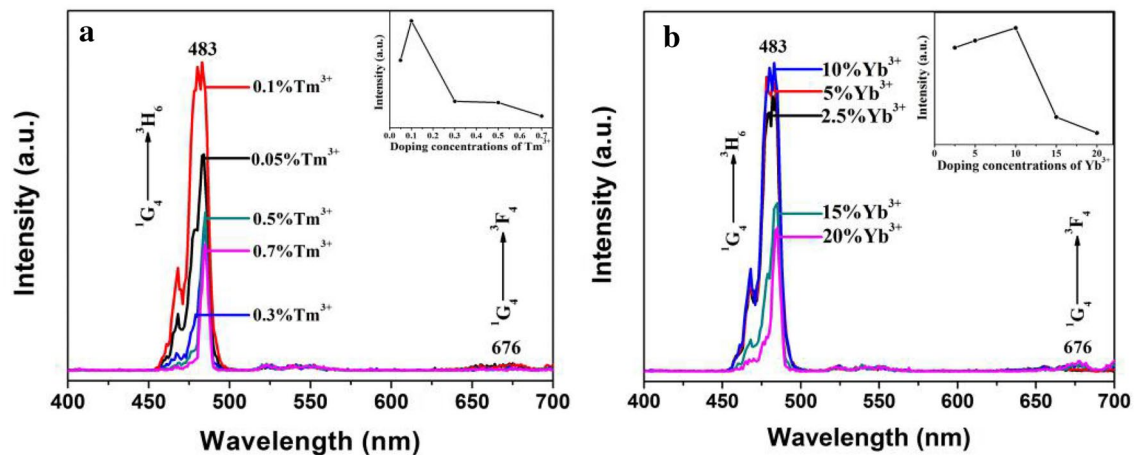 a
483
0.1%Tm³⁺
0.05%Tm³⁺
0.5%Tm³⁺
0.7%Tm³⁺
0.3%Tm³⁺
¹G₄ ³H₆
¹G₄ ³F₄
676
Intensity (a.u.)
400 450 500 550 600 650 700
Wavelength (nm)
Intensity (a.u.)
0.0 0.1 0.2 0.3 0.4 0.5 0.6 0.7
Doping concentrations of Tm³⁺
b
483
10%Yb³⁺
5%Yb³⁺
2.5%Yb³⁺
15%Yb³⁺
20%Yb³⁺
¹G₄ ³H₆
¹G₄ ³F₄
676
Intensity (a.u.)
400 450 500 550 600 650 700
Wavelength (nm)
Intensity (a.u.)
5 10 15 20
Doping concentrations of Yb³⁺